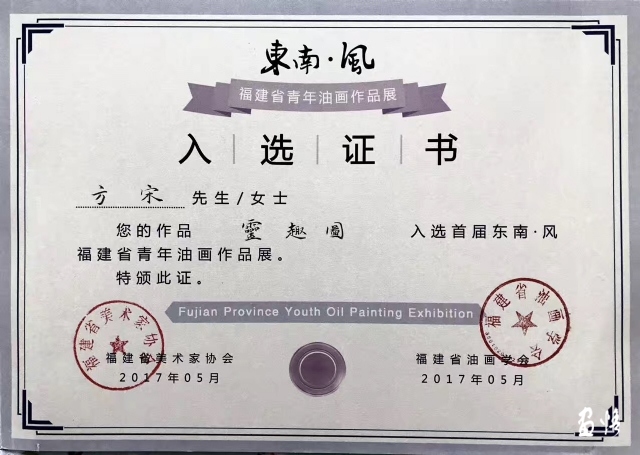 東南·風
福建省青年油画作品展
入 选 证 书
方 宋 先生/女士
您的作品 靈趣圖 入选首届东南·风
福建省青年油画作品展。
特颁此证。
Fujian Province Youth Oil Painting Exhibition
福建省美术家协会
福建省油画学会
福建省美术家协会
2017年05月
福建省油画学会
2017年05月